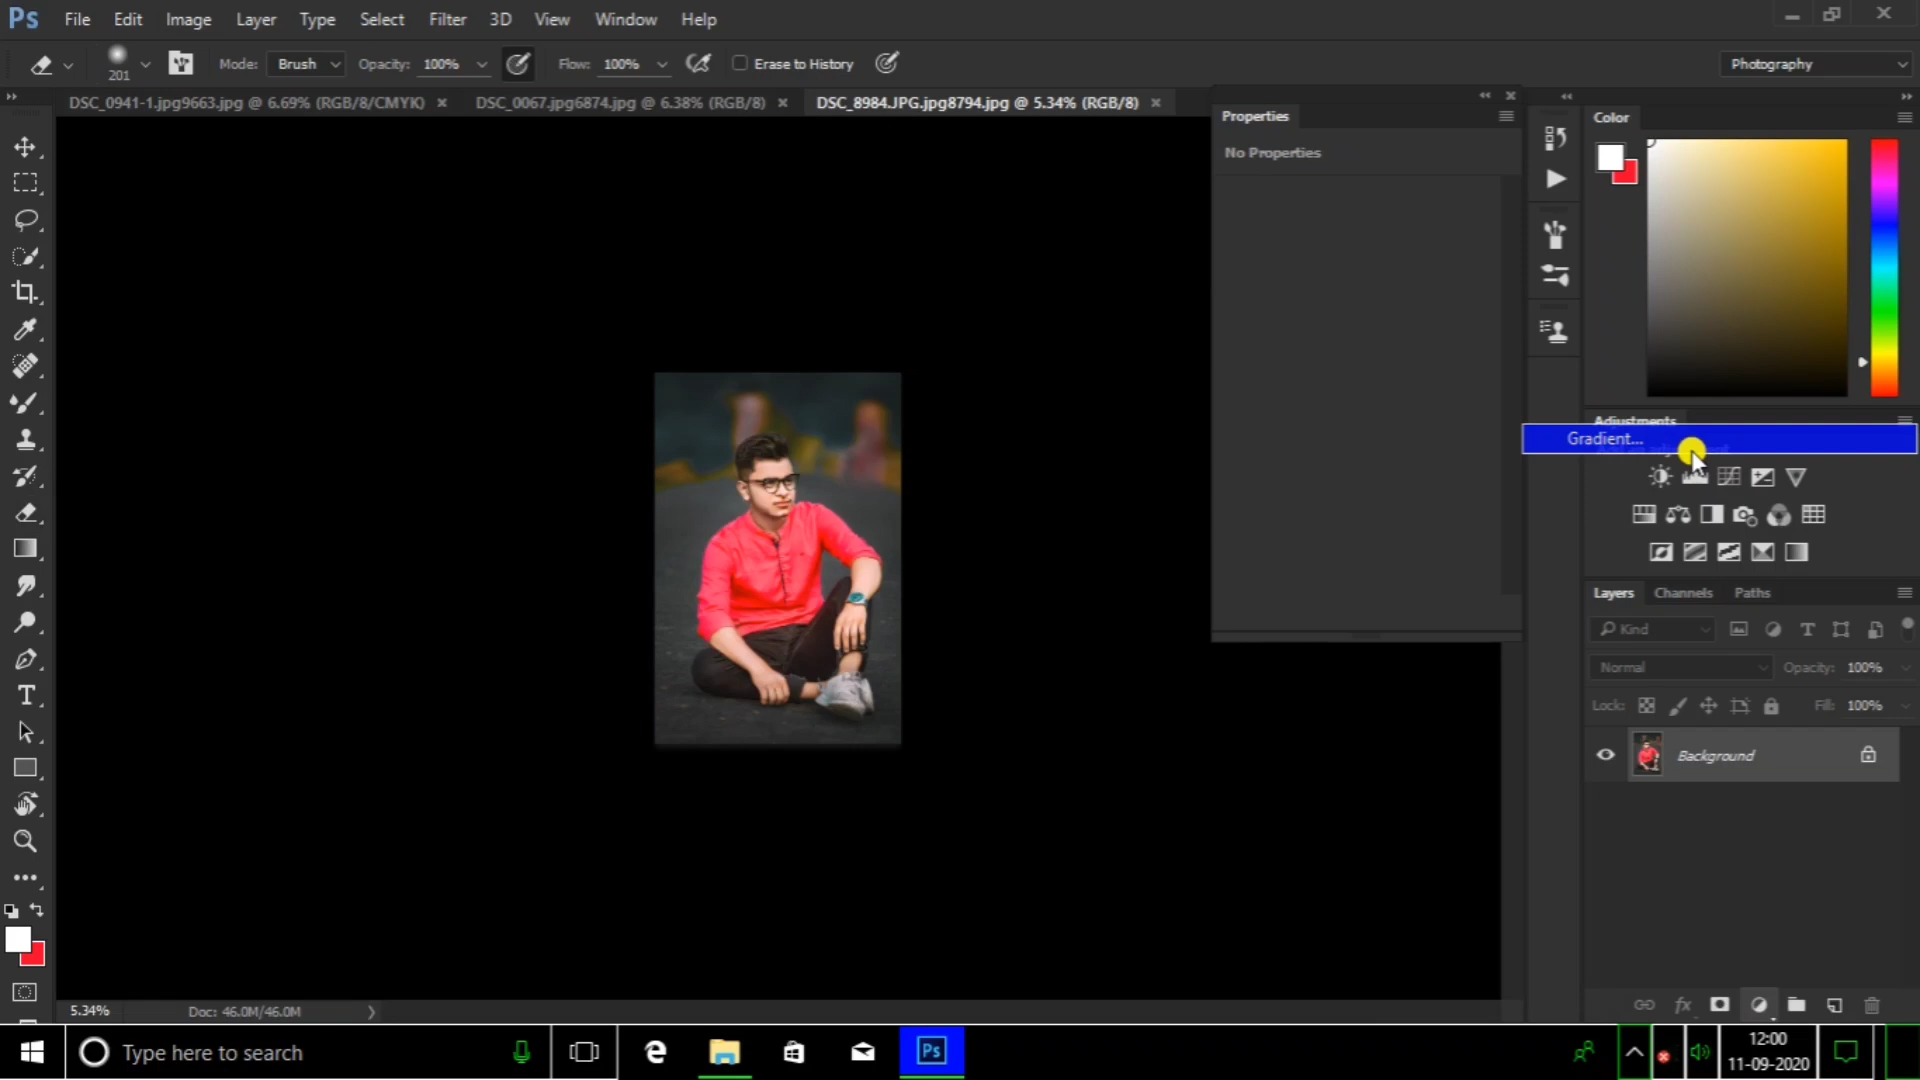 Ps File Edit Image Layer Type Select Filter 3D View Window Help
201 Mode: Brush Opacity: 100% Flow: 100% Erase to History Photography
DSC_0941-1.jpg9663.jpg @ 6.69% (RGB/8/CMYK) DSC_0067.jpg6874.jpg @ 6.38% (RGB/8) DSC_8984.JPG.jpg8794.jpg @ 5.34% (RGB/8)
Properties
No Properties
Color
Adjustments
Gradient...
Layers Channels Paths
Kind
Normal Opacity: 100%
Lock: Fill: 100%
Background
5.34% Doc: 46.0M/46.0M
Type here to search
Ps
12:00
11-09-2020